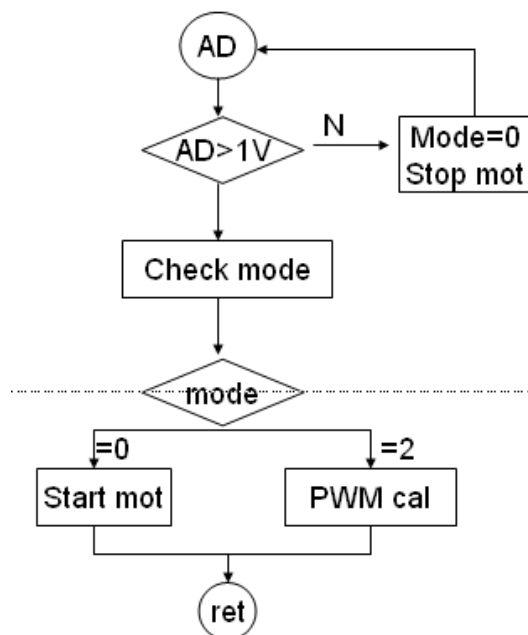 AD
AD>1V
N
Mode=0
Stop mot
Check mode
mode
=0
=2
Start mot
PWM cal
ret